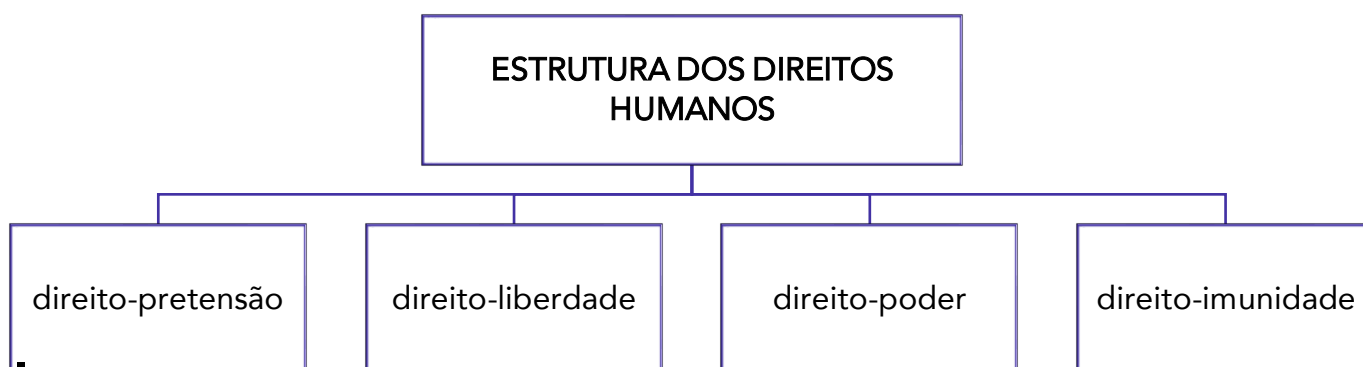 ESTRUTURA DOS DIREITOS
HUMANOS
direito-pretensão
direito-liberdade
direito-poder
direito-imunidade